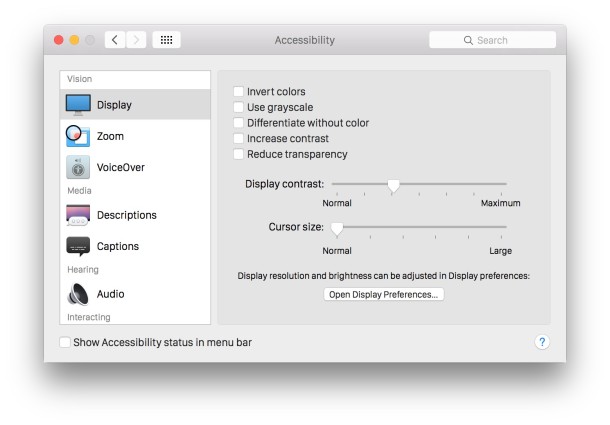 Accessibility
Search
Vision
Display
Zoom
VoiceOver
Media
Descriptions
Captions
Hearing
Audio
Interacting
Invert colors
Use grayscale
Differentiate without color
Increase contrast
Reduce transparency
Display contrast:
Normal Maximum
Cursor size:
Normal Large
Display resolution and brightness can be adjusted in Display preferences:
Open Display Preferences...
Show Accessibility status in menu bar
?